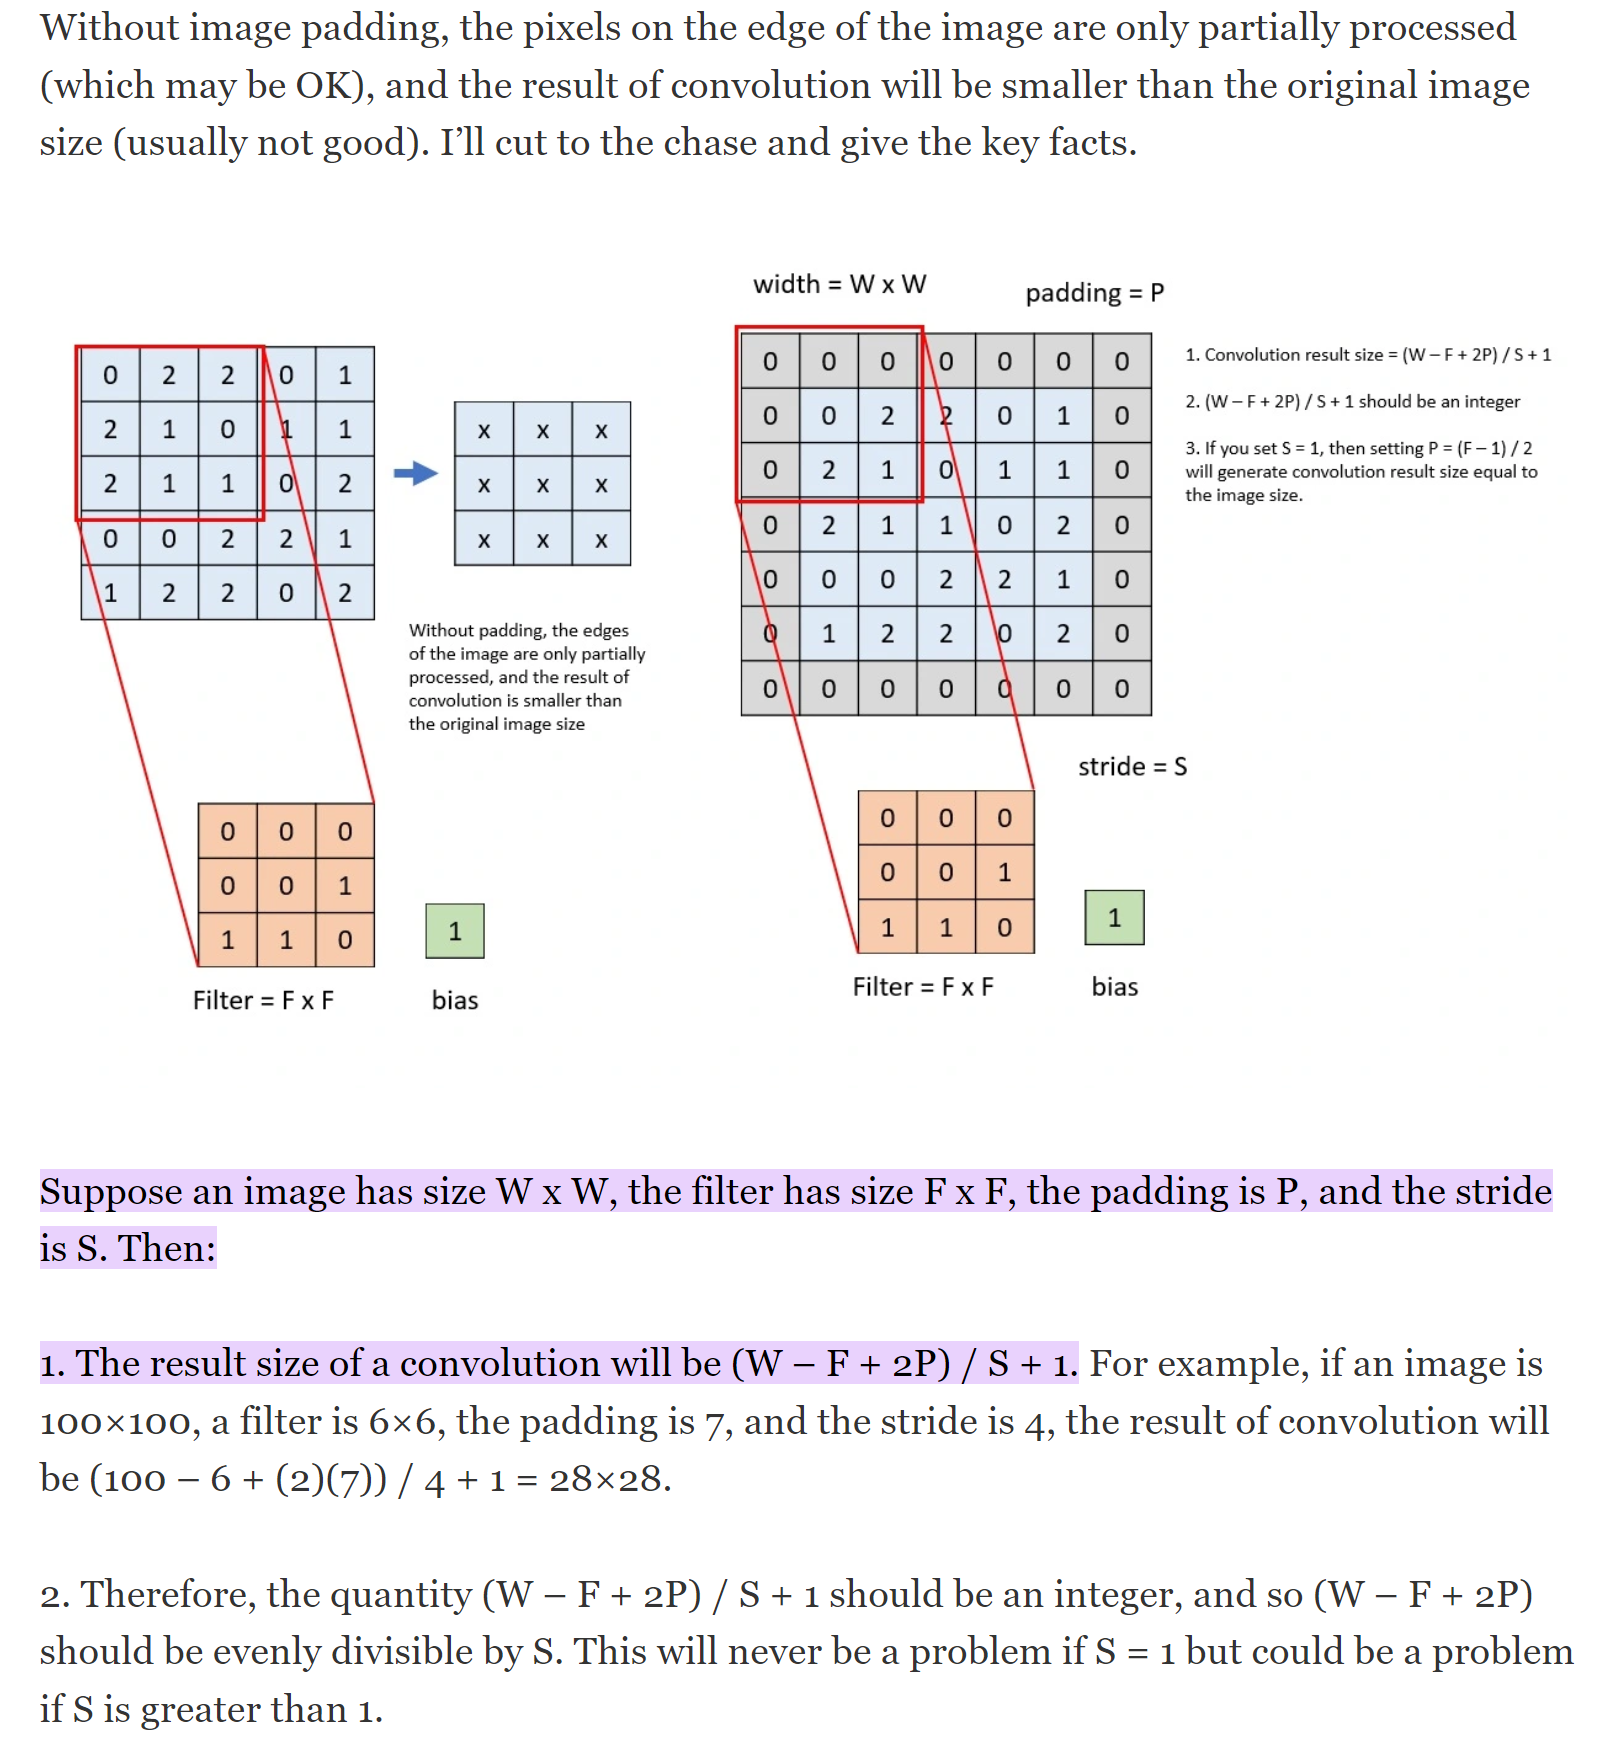 Without image padding, the pixels on the edge of the image are only partially processed
(which may be OK), and the result of convolution will be smaller than the original image
size (usually not good). I’ll cut to the chase and give the key facts.
0 2 2 0 1
2 1 0 1 1
2 1 1 0 2
0 0 2 2 1
1 2 2 0 2
x x x
x x x
x x x
Without padding, the edges
of the image are only partially
processed, and the result of
convolution is smaller than
the original image size
0 0 0
0 0 1
1 1 0
Filter = F x F
1
bias
width = W x W
padding = P
0 0 0 0 0 0 0
0 0 2 2 0 1 0
0 2 1 0 1 1 0
0 2 1 1 0 2 0
0 0 0 2 2 1 0
0 1 2 2 0 2 0
0 0 0 0 0 0 0
1. Convolution result size = (W – F + 2P) / S + 1
2. (W – F + 2P) / S + 1 should be an integer
3. If you set S = 1, then setting P = (F – 1) / 2
will generate convolution result size equal to
the image size.
stride = S
0 0 0
0 0 1
1 1 0
Filter = F x F
1
bias
Suppose an image has size W x W, the filter has size F x F, the padding is P, and the stride
is S. Then:
1. The result size of a convolution will be (W – F + 2P) / S + 1. For example, if an image is
100×100, a filter is 6×6, the padding is 7, and the stride is 4, the result of convolution will
be (100 – 6 + (2)(7)) / 4 + 1 = 28×28.
2. Therefore, the quantity (W – F + 2P) / S + 1 should be an integer, and so (W – F + 2P)
should be evenly divisible by S. This will never be a problem if S = 1 but could be a problem
if S is greater than 1.